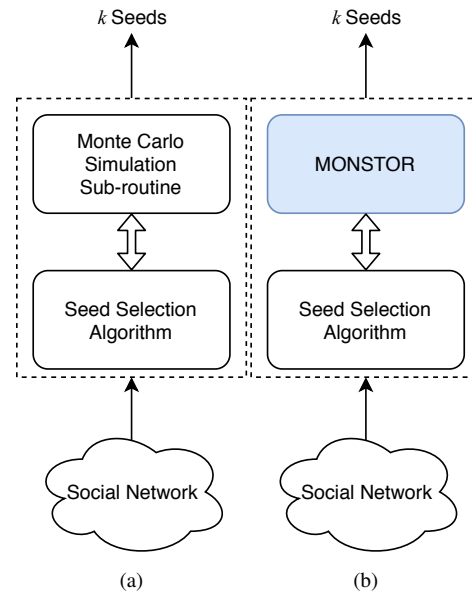 k Seeds
Monte Carlo
Simulation
Sub-routine
Seed Selection
Algorithm
Social Network
(a)
k Seeds
MONSTOR
Seed Selection
Algorithm
Social Network
(b)